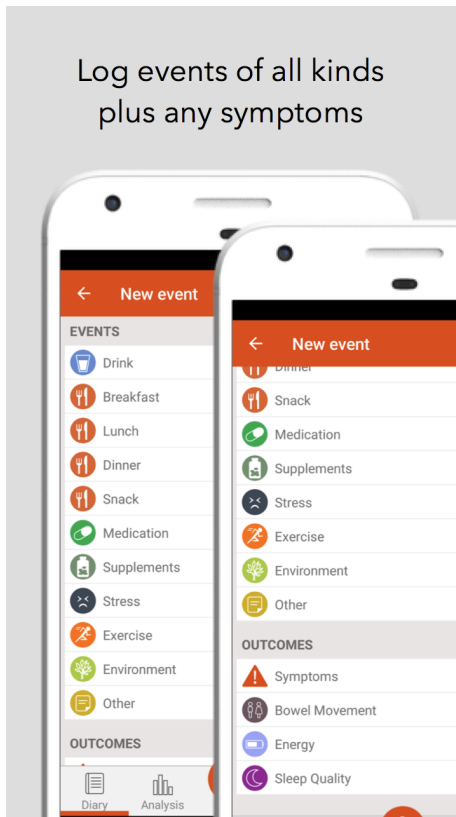 Log events of all kinds
plus any symptoms
New event
EVENTS
Drink
Breakfast
Lunch
Dinner
Snack
Medication
Supplements
Stress
Exercise
Environment
Other
OUTCOMES
Diary
Analysis
New event
Dinner
Snack
Medication
Supplements
Stress
Exercise
Environment
Other
OUTCOMES
Symptoms
Bowel Movement
Energy
Sleep Quality